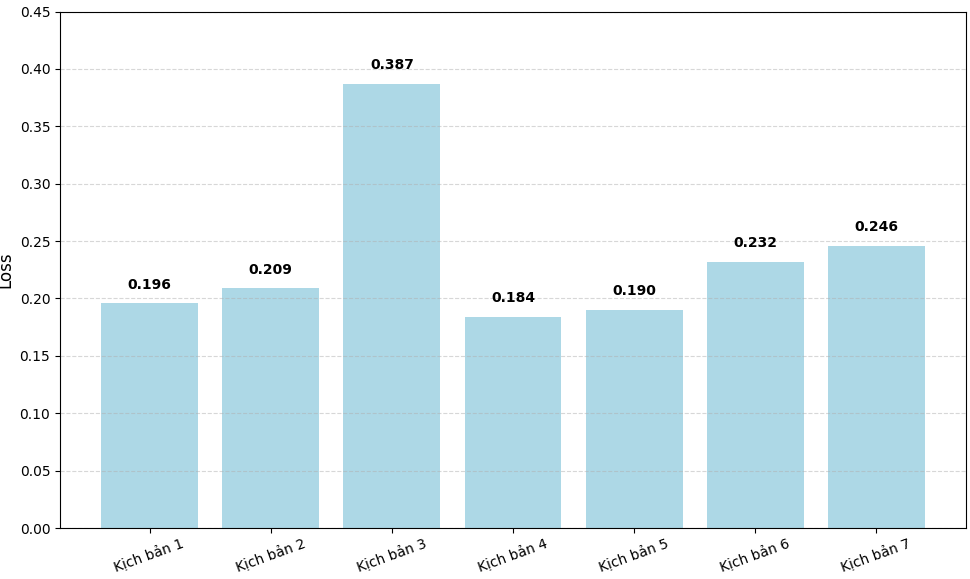 0.45
0.40
0.35
0.30
0.25
0.20
0.15
0.10
0.05
0.00
Loss
0.196
0.209
0.387
0.184
0.190
0.232
0.246
Kịch bản 1
Kịch bản 2
Kịch bản 3
Kịch bản 4
Kịch bản 5
Kịch bản 6
Kịch bản 7